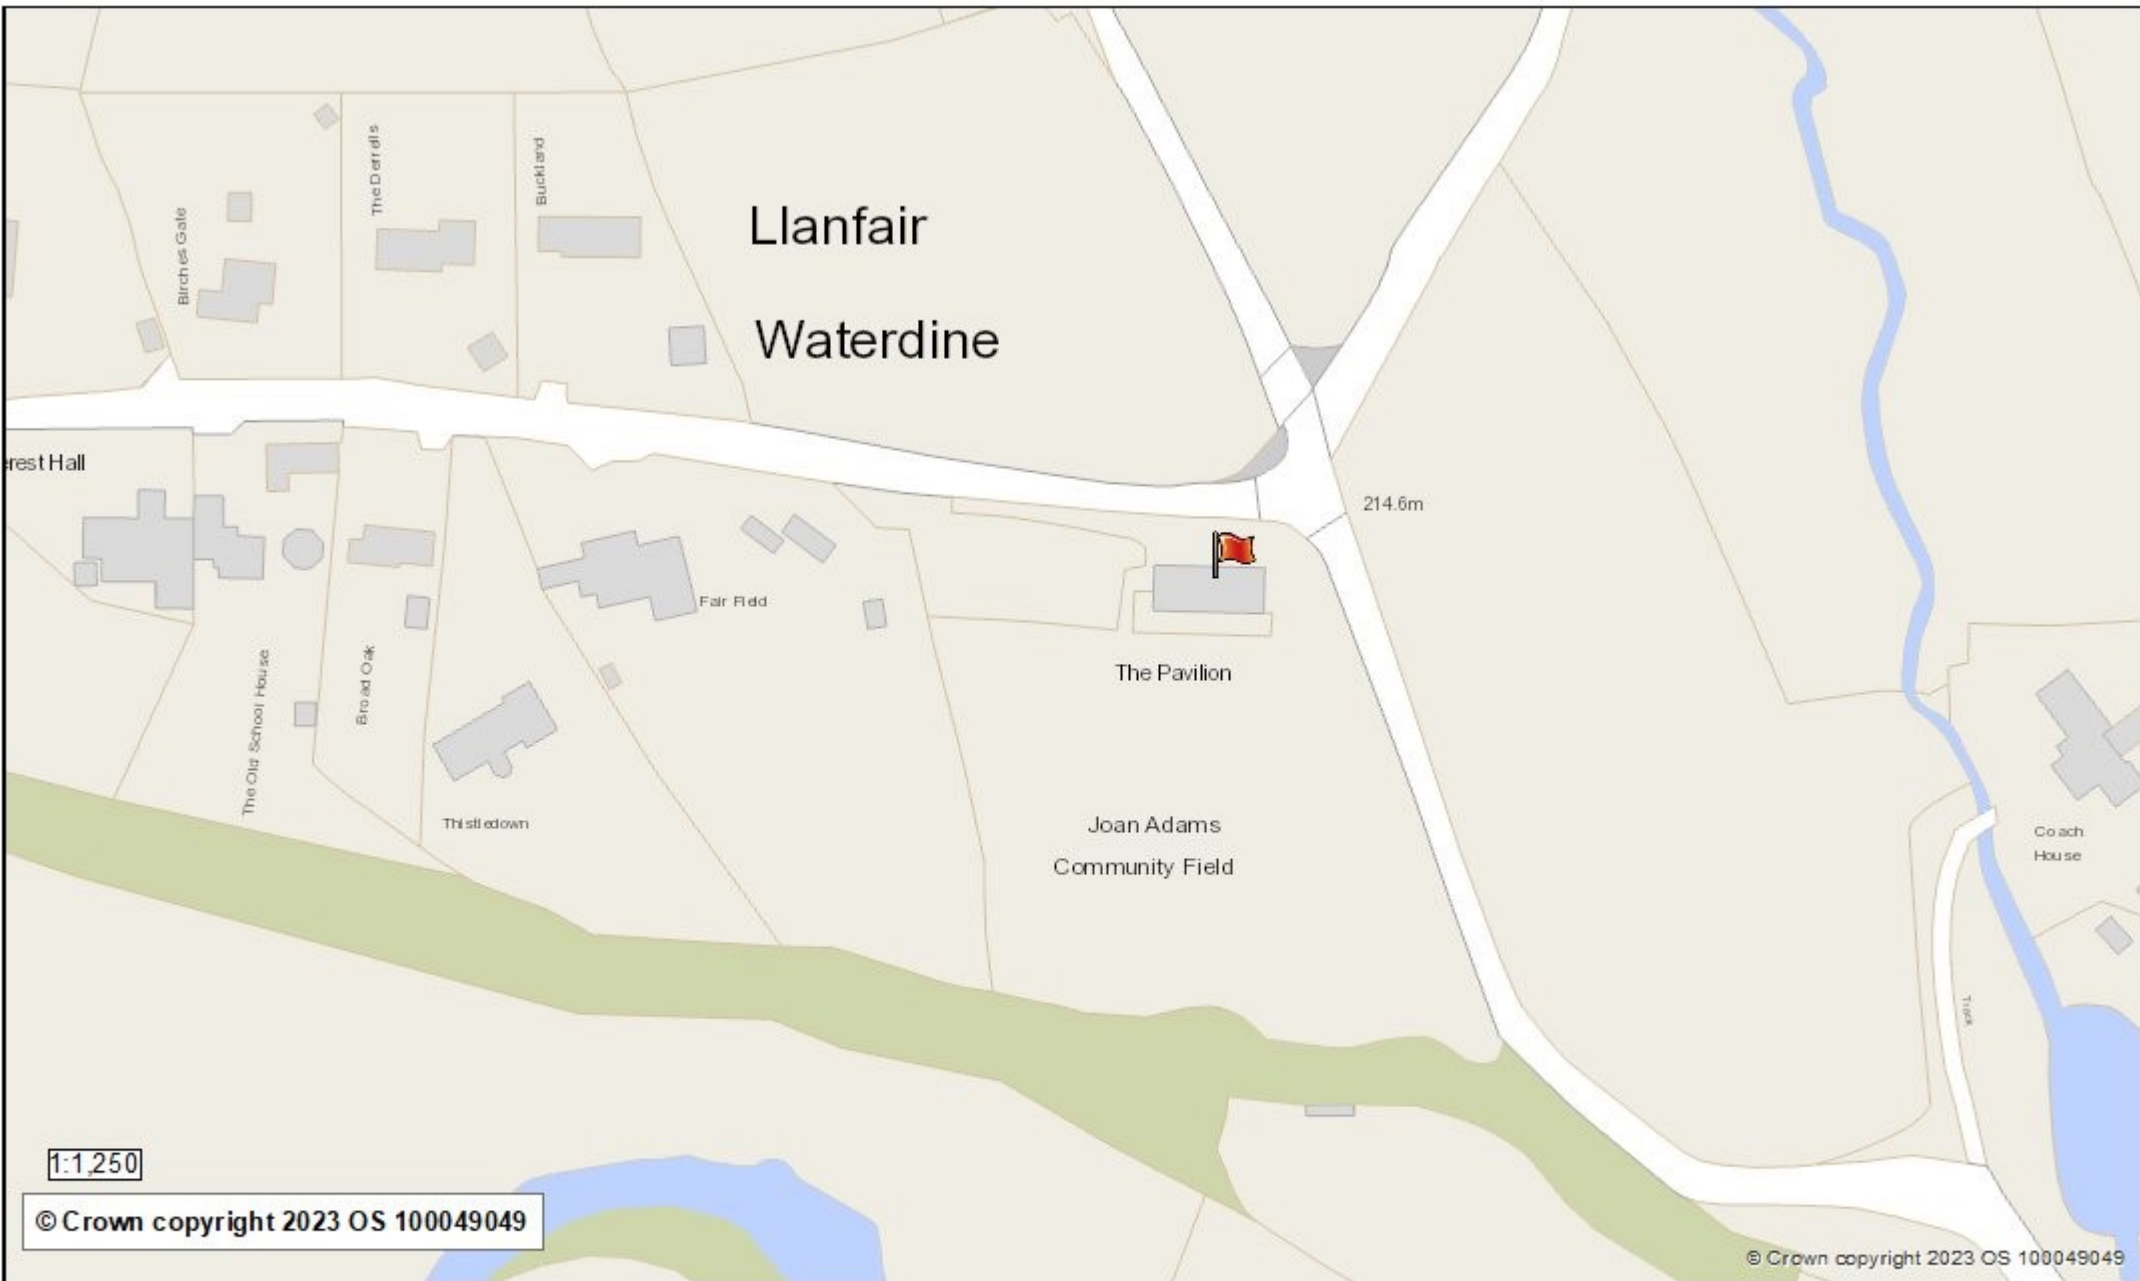 The Derrils
Buckland
Birches Gate
Llanfair
Waterdine
erest Hall
214.6m
Fair Field
The Pavilion
The Old School House
Broad Oak
Thistledown
Joan Adams
Community Field
Coach
House
Track
1:1,250
© Crown copyright 2023 OS 100049049
© Crown copyright 2023 OS 100049049